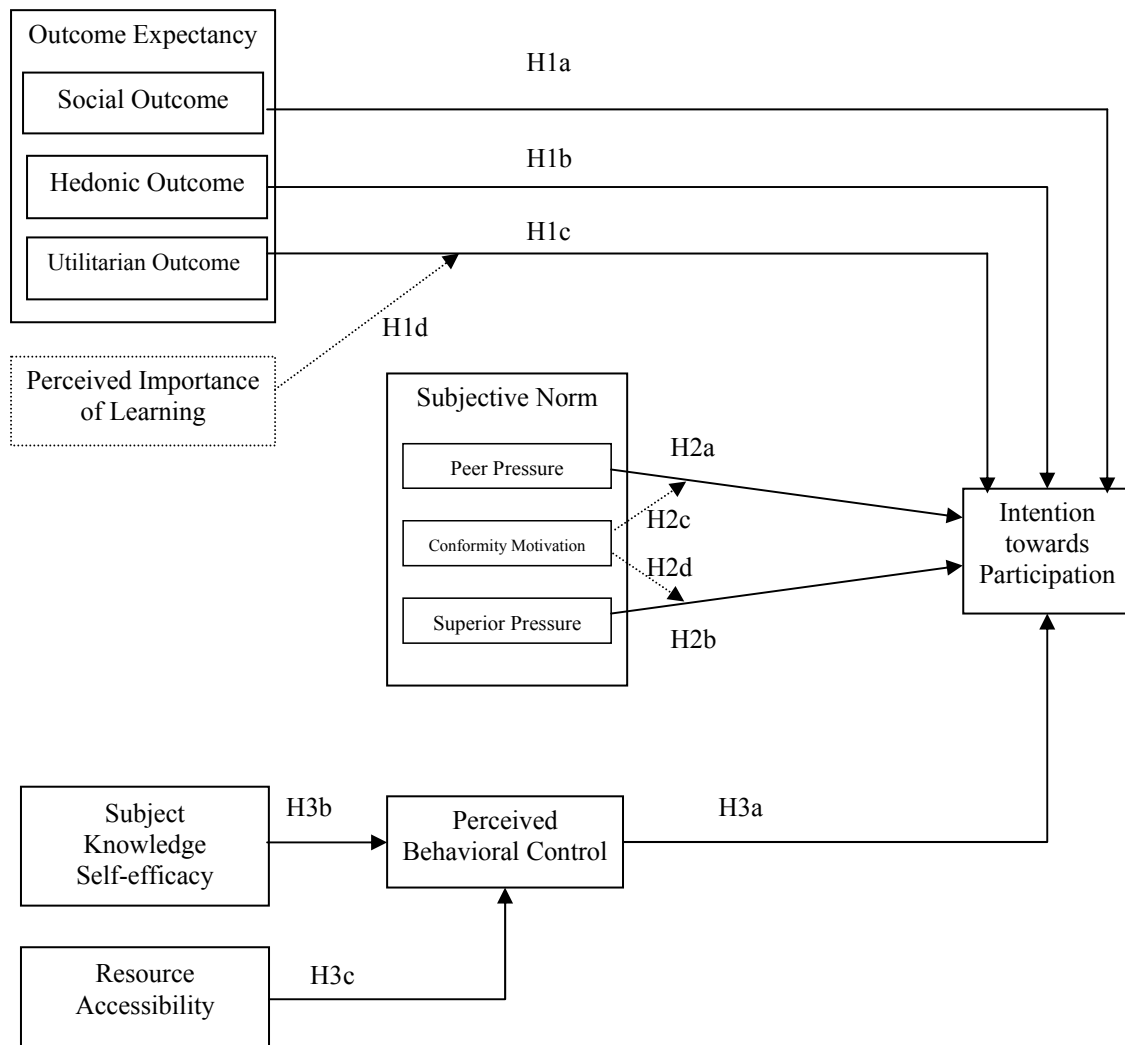 Outcome Expectancy
Social Outcome
H1a
Hedonic Outcome
H1b
Utilitarian Outcome
H1c
H1d
Perceived Importance
of Learning
Subjective Norm
Peer Pressure
H2a
Conformity Motivation
H2c
H2d
Superior Pressure
H2b
Intention
towards
Participation
Subject
Knowledge
Self-efficacy
H3b
Perceived
Behavioral Control
H3a
Resource
Accessibility
H3c